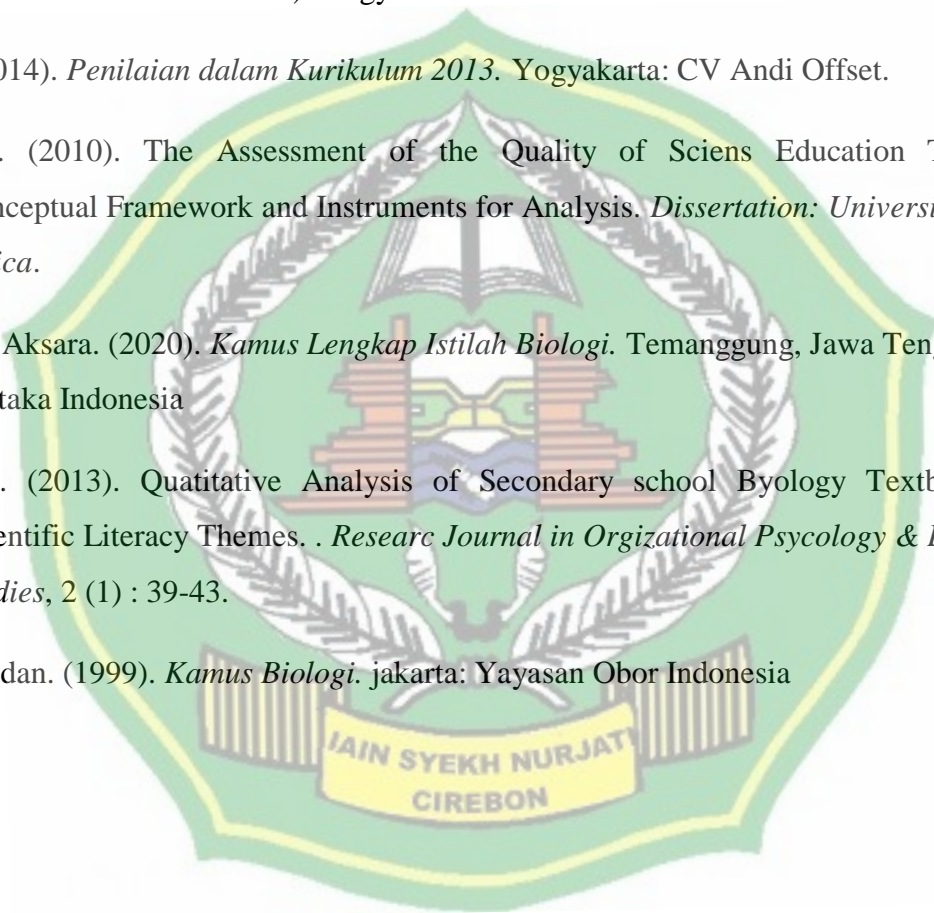 014). Penilaian dalam Kurikulum 2013. Yogyakarta: CV Andi Offset.
. (2010). The Assessment of the Quality of Sciens Education T
nceptual Framework and Instruments for Analysis. Dissertation: Universi
ica.
Aksara. (2020). Kamus Lengkap Istilah Biologi. Temanggung, Jawa Teng
taka Indonesia
. (2013). Quatitative Analysis of Secondary school Byology Textb
entific Literacy Themes. . Researc Journal in Orgizational Psycology &
dies, 2 (1) : 39-43.
dan. (1999). Kamus Biologi. jakarta: Yayasan Obor Indonesia
IAIN SYEKH NURJATI
CIREBON